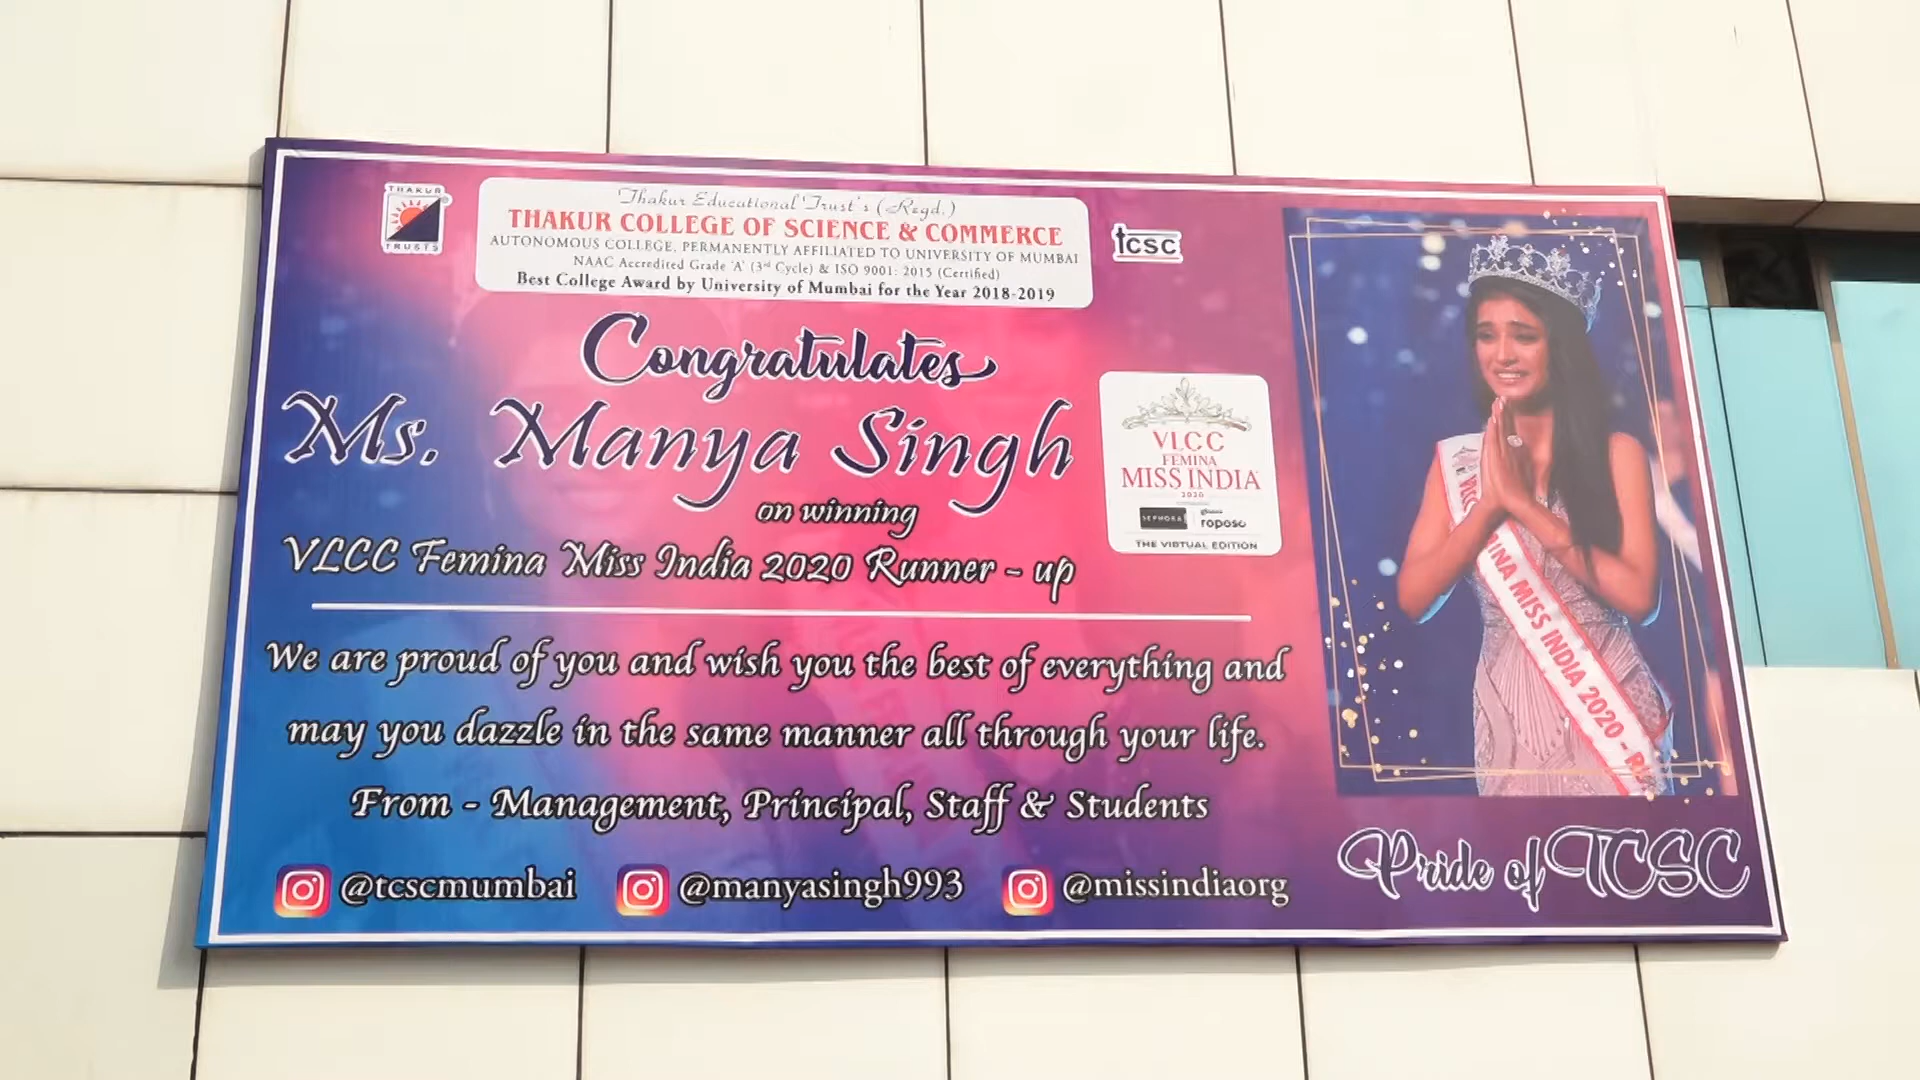 THAKUR
TRUSTS
Thakur Educational Trust's (Regd.)
THAKUR COLLEGE OF SCIENCE & COMMERCE
AUTONOMOUS COLLEGE, PERMANENTLY AFFILIATED TO UNIVERSITY OF MUMBAI
NAAC Accredited Grade 'A' (3rd Cycle) & ISO 9001: 2015 (Certified)
Best College Award by University of Mumbai for the Year 2018-2019
tcsc
Congratulates
Ms. Manya Singh
on winning
VLCC Femina Miss India 2020 Runner - up
VLCC
FEMINA
MISS INDIA
2020
SEPHORA
roposo
THE VIRTUAL EDITION
We are proud of you and wish you the best of everything and
may you dazzle in the same manner all through your life.
From - Management, Principal, Staff & Students
@tcscmumbai @manyasingh993 @missindiaorg
VLCC
INA MISS INDIA 2020 - R
Pride of TCSC